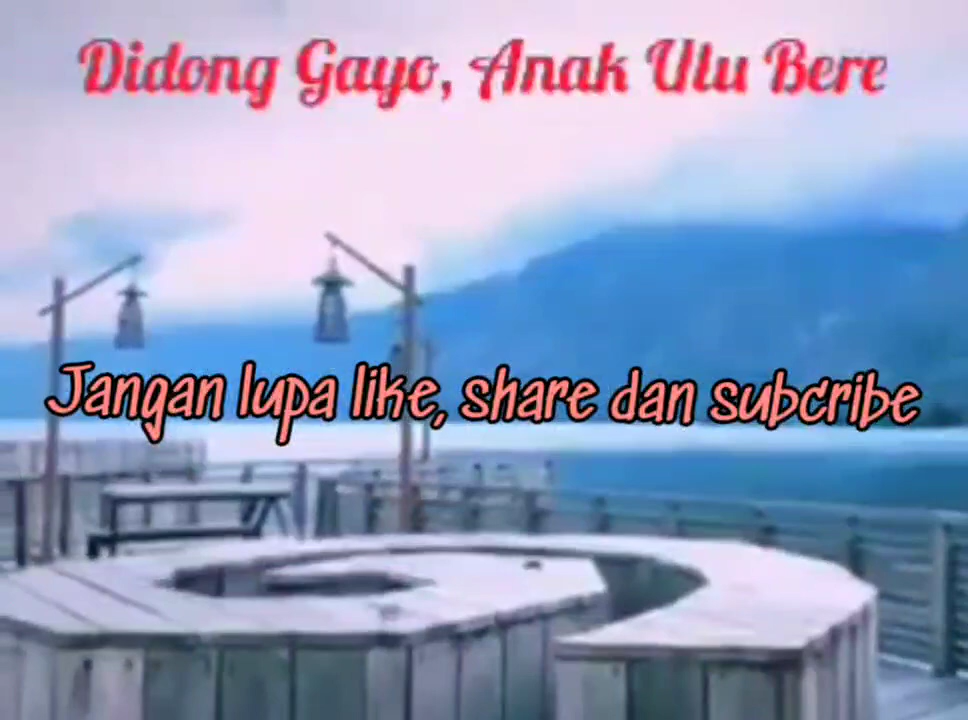 Didong Gayo, Anak Ulu Bere
Jangan lupa like, share dan subcribe